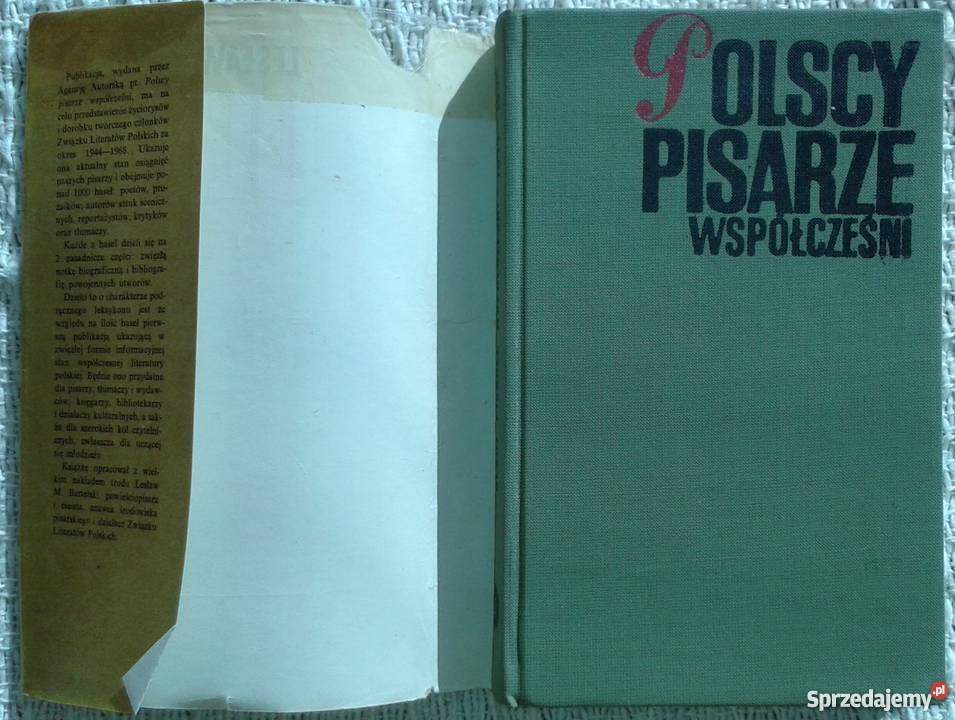 Publikacja, wydana przez
Agencję Autorską pt. Polscy
pisarze współcześni, ma na
celu przedstawienie życiorysów
i dorobku twórczego członków
Związku Literatów Polskich za
okres 1944—1968. Ukazuje
ona aktualny stan osiągnięć
naszych pisarzy i obejmuje po-
nad 1000 haseł: poetów, pro-
zaików, autorów sztuk scenicz-
nych, reportażystów, krytyków
oraz tłumaczy.
Każde z haseł dzieli się na
2 zasadnicze części: zwięzłą
notkę biograficzną i bibliogra-
fię powojennych utworów.
Dzieło to o charakterze pod-
ręcznego leksykonu jest ze
względu na ilość haseł pierw-
szą publikacją ukazującą w
zwięzłej formie informacyjnej
stan współczesnej literatury
polskiej. Będzie ono przydatne
dla pisarzy, tłumaczy i wydaw-
ców, księgarzy, bibliotekarzy
i działaczy kulturalnych, a tak-
że dla szerokich kół czytelni-
czych, zwłaszcza dla uczącej
się młodzieży.
Książkę opracował z wiel-
kim nakładem trudu Lesław
M. Bartelski, powieściopisarz
i eseista, znawca środowiska
pisarskiego i działacz Związku
Literatów Polskich.
POLSCY
PISARZE
WSPÓŁCZEŚNI
Sprzedajemy.pl